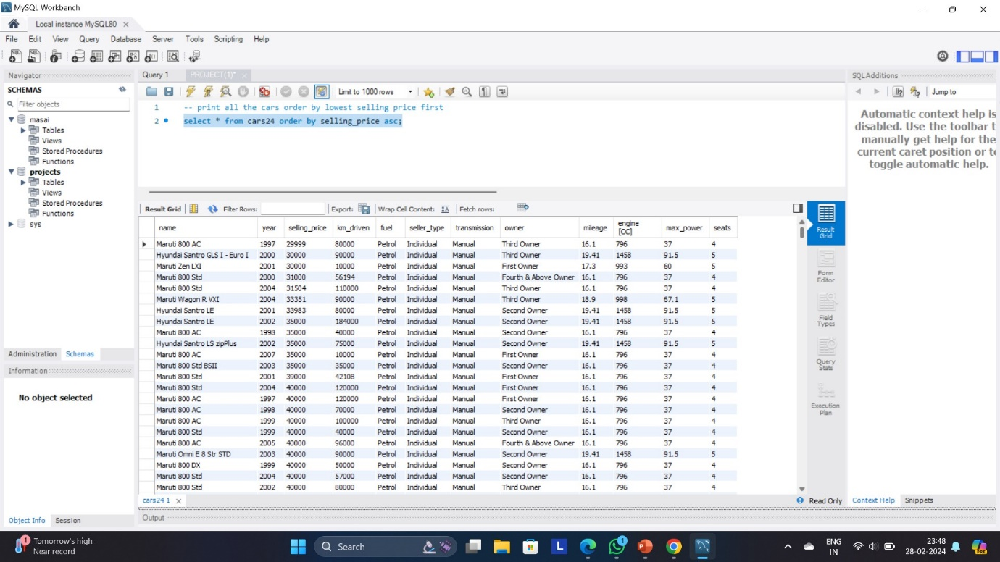 MySQL Workbench
Local instance MySQL80
File Edit View Query Database Server Tools Scripting Help
Navigator
SCHEMAS
Filter objects
masai
Tables
Views
Stored Procedures
Functions
projects
Tables
Views
Stored Procedures
Functions
sys
Administration Schemas
Information
No object selected
Object Info Session
Query 1 PROJECT(1)*
Limit to 1000 rows
1 -- print all the cars order by lowest selling price first
2 select * from cars24 order by selling_price asc;
Result Grid Filter Rows: Export: Wrap Cell Content: Fetch rows:
name year selling_price km_driven fuel seller_type transmission owner mileage engine [CC] max_power seats
Maruti 800 AC 1997 29999 80000 Petrol Individual Manual Third Owner 16.1 796 37 4
Hyundai Santro GLS I - Euro I 2000 30000 90000 Petrol Individual Manual Third Owner 19.41 1458 91.5 5
Maruti Zen LXI 2001 30000 10000 Petrol Individual Manual First Owner 17.3 993 60 5
Maruti 800 Std 2000 31000 56194 Petrol Individual Manual Fourth & Above Owner 16.1 796 37 4
Maruti 800 Std 2004 31504 110000 Petrol Individual Manual Third Owner 16.1 796 37 4
Maruti Wagon R VXI 2004 33351 90000 Petrol Individual Manual Third Owner 18.9 998 67.1 5
Hyundai Santro LE 2001 33983 80000 Petrol Individual Manual Second Owner 19.41 1458 91.5 5
Hyundai Santro LE 2002 35000 184000 Petrol Individual Manual Second Owner 19.41 1458 91.5 5
Maruti 800 AC 1998 35000 40000 Petrol Individual Manual Second Owner 16.1 796 37 4
Hyundai Santro LS zipPlus 2002 35000 75000 Petrol Individual Manual Second Owner 19.41 1458 91.5 5
Maruti 800 AC 2007 35000 10000 Petrol Individual Manual First Owner 16.1 796 37 4
Maruti 800 Std BSII 2003 35000 35000 Petrol Individual Manual Second Owner 16.1 796 37 4
Maruti 800 Std 2001 39000 42108 Petrol Individual Manual First Owner 16.1 796 37 4
Maruti 800 Std 2004 40000 120000 Petrol Individual Manual First Owner 16.1 796 37 4
Maruti 800 AC 1997 40000 120000 Petrol Individual Manual First Owner 16.1 796 37 4
Maruti 800 AC 1998 40000 70000 Petrol Individual Manual Second Owner 16.1 796 37 4
Maruti 800 AC 1999 40000 100000 Petrol Individual Manual Third Owner 16.1 796 37 4
Maruti 800 Std 1999 40000 40000 Petrol Individual Manual Second Owner 16.1 796 37 4
Maruti 800 AC 2005 40000 96000 Petrol Individual Manual Fourth & Above Owner 16.1 796 37 4
Maruti Omni E 8 Str STD 2003 40000 90000 Petrol Individual Manual Second Owner 19.41 1458 91.5 5
Maruti 800 DX 1999 40000 50000 Petrol Individual Manual Second Owner 16.1 796 37 4
Maruti 800 Std 2004 40000 57000 Petrol Individual Manual Second Owner 16.1 796 37 4
Maruti 800 Std 2002 40000 80000 Petrol Individual Manual Third Owner 16.1 796 37 4
cars24 1
Read Only
Output
Result Grid
Form Editor
Field Types
Query Stats
Execution Plan
SQLAdditions
Jump to
Automatic context help is
disabled. Use the toolbar t
manually get help for the
current caret position or to
toggle automatic help.
Context Help Snippets
1
Tomorrow's high
Near record
Search
L
1
ENG
IN
23:48
28-02-2024
PRE